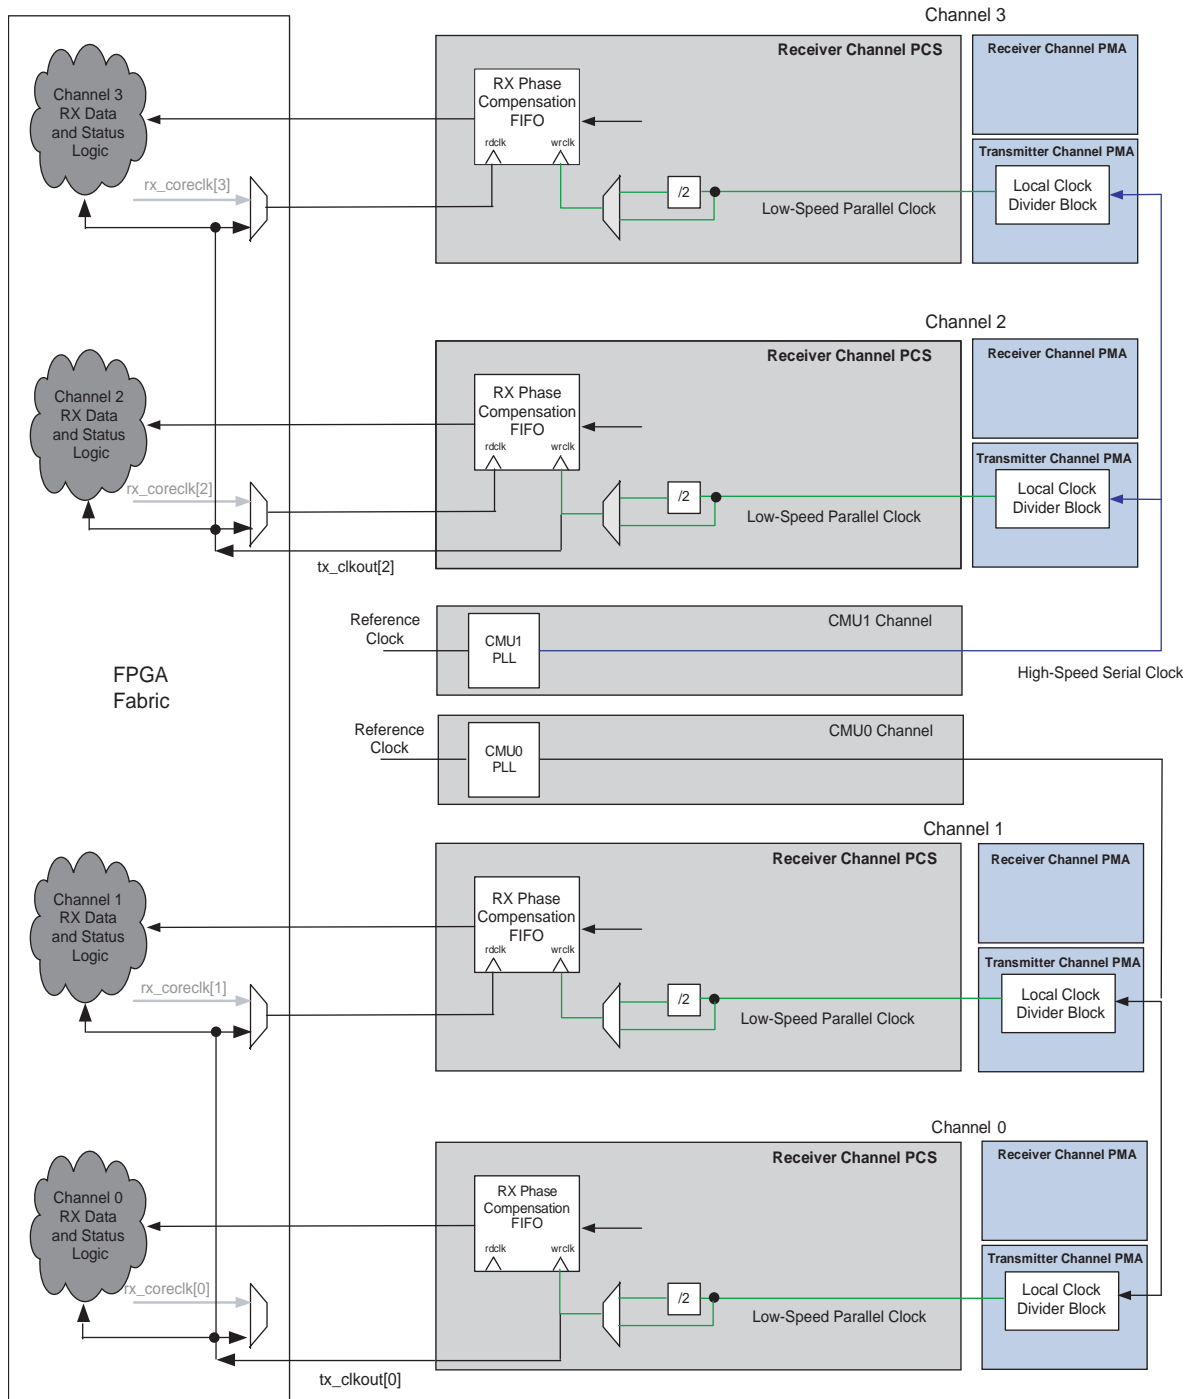 Channel 3
Receiver Channel PCS
Receiver Channel PMA
Channel 3
RX Data
and Status
Logic
RX Phase
Compensation
FIFO
rdclk
wrclk
Transmitter Channel PMA
Local Clock
Divider Block
rx_coreclk[3]
/2
Low-Speed Parallel Clock
Channel 2
Receiver Channel PCS
Receiver Channel PMA
Channel 2
RX Data
and Status
Logic
RX Phase
Compensation
FIFO
rdclk
wrclk
Transmitter Channel PMA
Local Clock
Divider Block
rx_coreclk[2]
/2
Low-Speed Parallel Clock
tx_clkout[2]
Reference
Clock
CMU1
PLL
CMU1 Channel
High-Speed Serial Clock
FPGA
Fabric
Reference
Clock
CMU0
PLL
CMU0 Channel
Channel 1
Receiver Channel PCS
Receiver Channel PMA
Channel 1
RX Data
and Status
Logic
RX Phase
Compensation
FIFO
rdclk
wrclk
Transmitter Channel PMA
Local Clock
Divider Block
rx_coreclk[1]
/2
Low-Speed Parallel Clock
Channel 0
Receiver Channel PCS
Receiver Channel PMA
Channel 0
RX Data
and Status
Logic
RX Phase
Compensation
FIFO
rdclk
wrclk
Transmitter Channel PMA
Local Clock
Divider Block
rx_coreclk[0]
/2
Low-Speed Parallel Clock
tx_clkout[0]